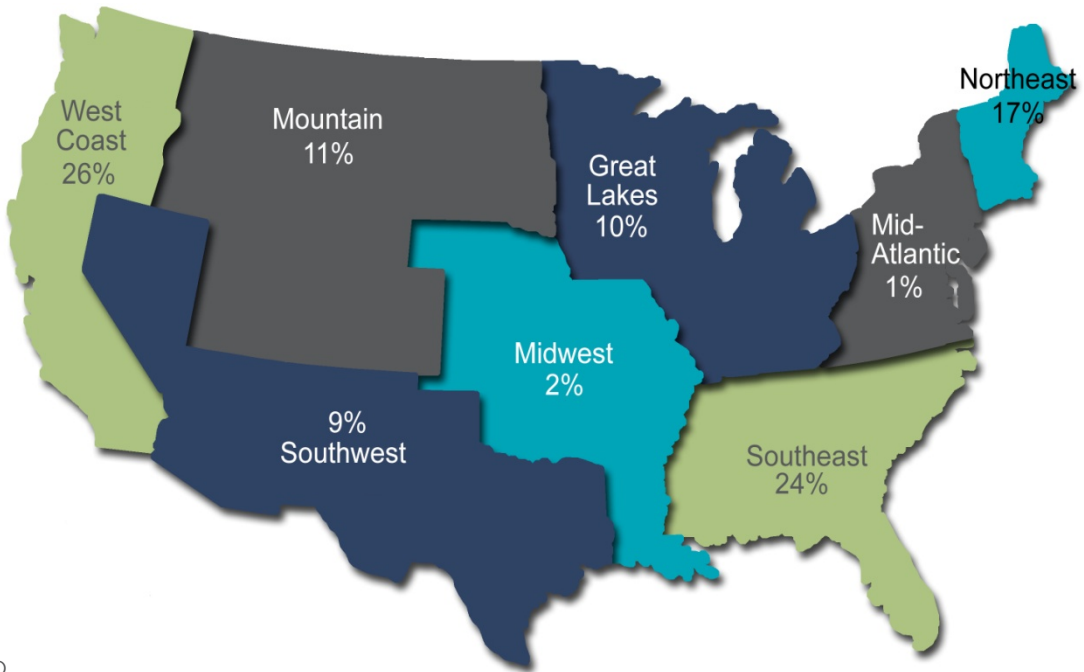 West
Coast
26%
Mountain
11%
Great
Lakes
10%
Northeast
17%
Mid-
Atlantic
1%
Midwest
2%
9%
Southwest
Southeast
24%